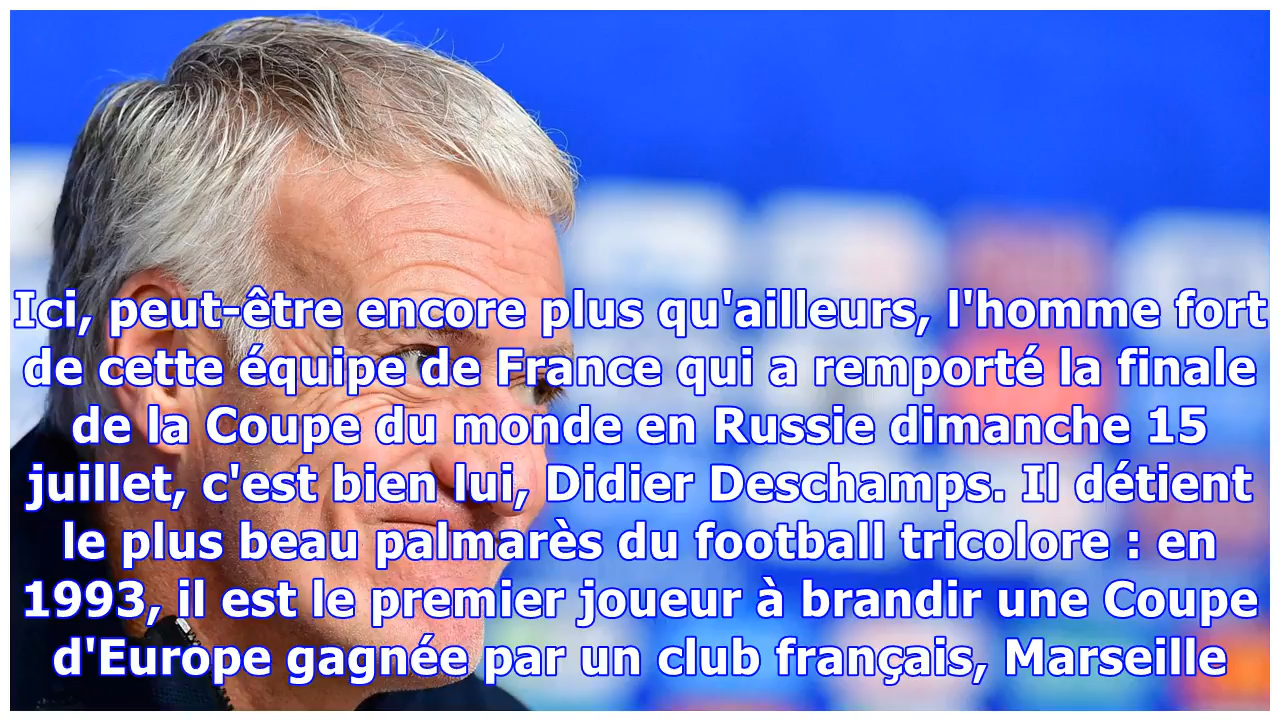 Ici, peut-être encore plus qu'ailleurs, l'homme fort
de cette équipe de France qui a remporté la finale
de la Coupe du monde en Russie dimanche 15
juillet, c'est bien lui, Didier Deschamps. Il détient
le plus beau palmarès du football tricolore : en
1993, il est le premier joueur à brandir une Coupe
d'Europe gagnée par un club français, Marseille